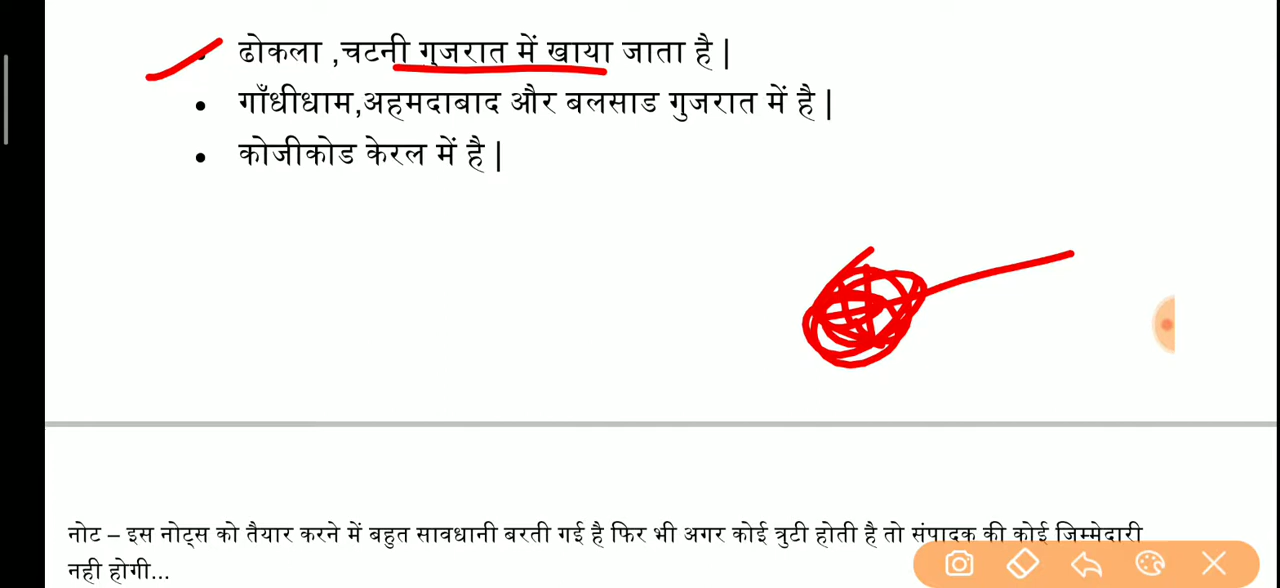 ढोकला ,चटनी गुजरात में खाया जाता है |
गाँधीधाम,अहमदाबाद और बलसाड गुजरात में है |
कोजीकोड केरल में है |
नोट – इस नोट्स को तैयार करने में बहुत सावधानी बरती गई है फिर भी अगर कोई त्रुटी होती है तो संपादक की कोई जिम्मेदारी
नही होगी...